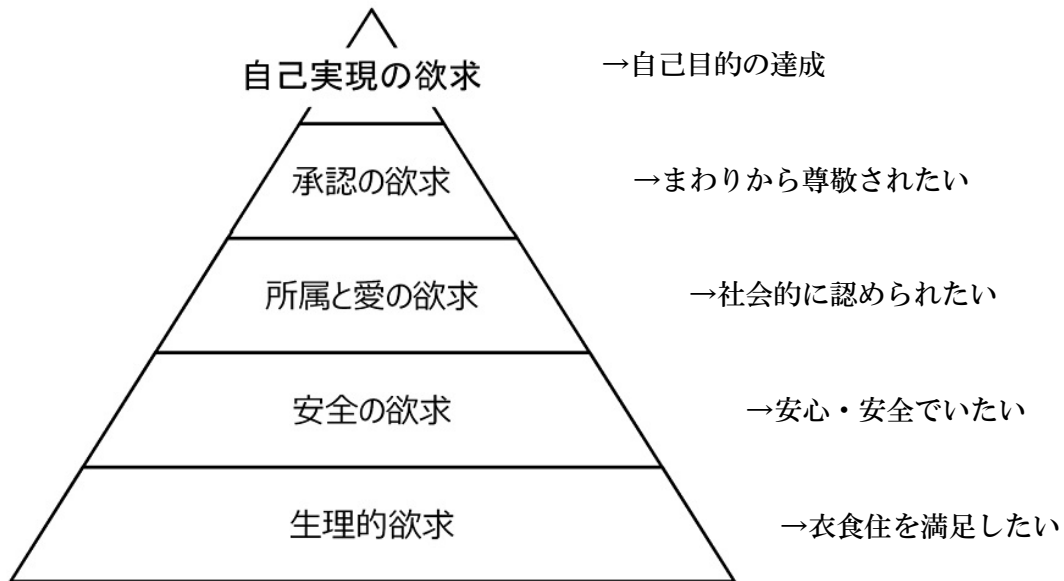 自己実現の欲求 →自己目的の達成
承認の欲求 →まわりから尊敬されたい
所属と愛の欲求 →社会的に認められたい
安全の欲求 →安心・安全でいたい
生理的欲求 →衣食住を満足したい